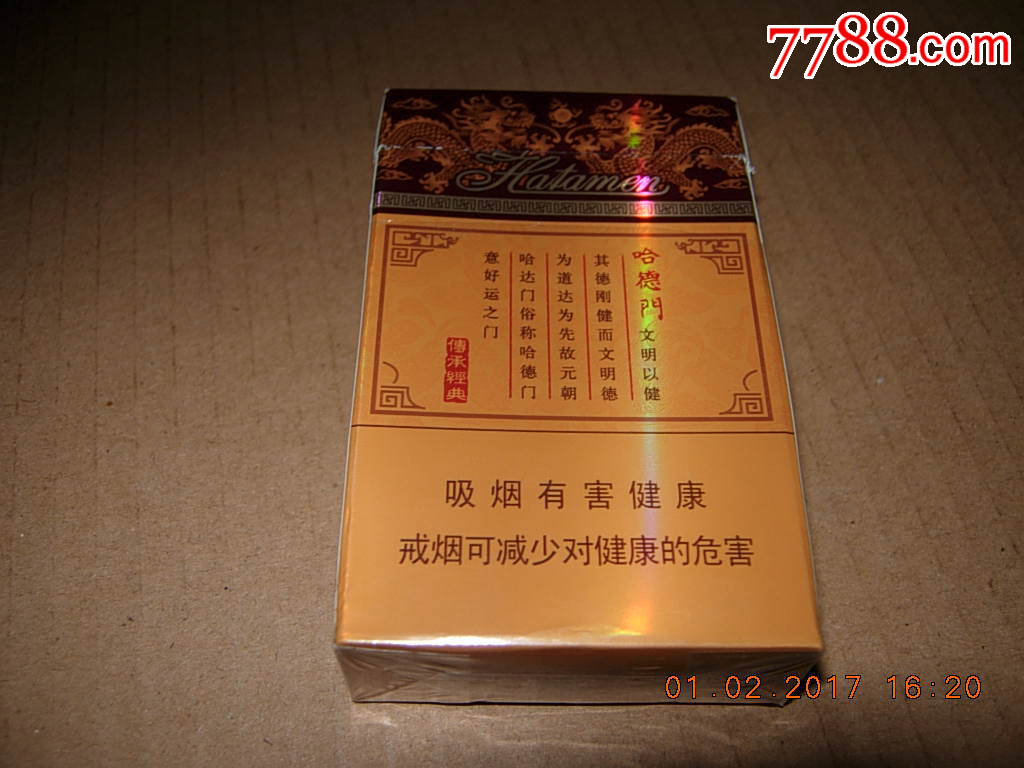 7788.com
Hatamen
哈德門 文明以健
其德刚健而文明德
为道达为先故元朝
哈达门俗称哈德门
意好运之门
傳承經典
吸烟有害健康
戒烟可减少对健康的危害
01.02.2017 16:20